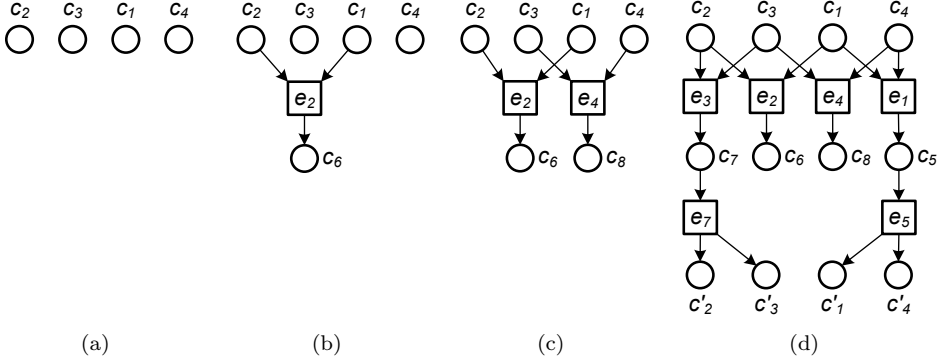 c₂ c₃ c₁ c₄ c₂ c₃ c₁ c₄ c₂ c₃ c₁ c₄ c₂ c₃ c₁ c₄
e₂ e₂ e₄ e₃ e₂ e₄ e₁
c₆ c₆ c₈ c₇ c₆ c₈ c₅
e₇ e₅
c'₂ c'₃ c'₁ c'₄
(a) (b) (c) (d)